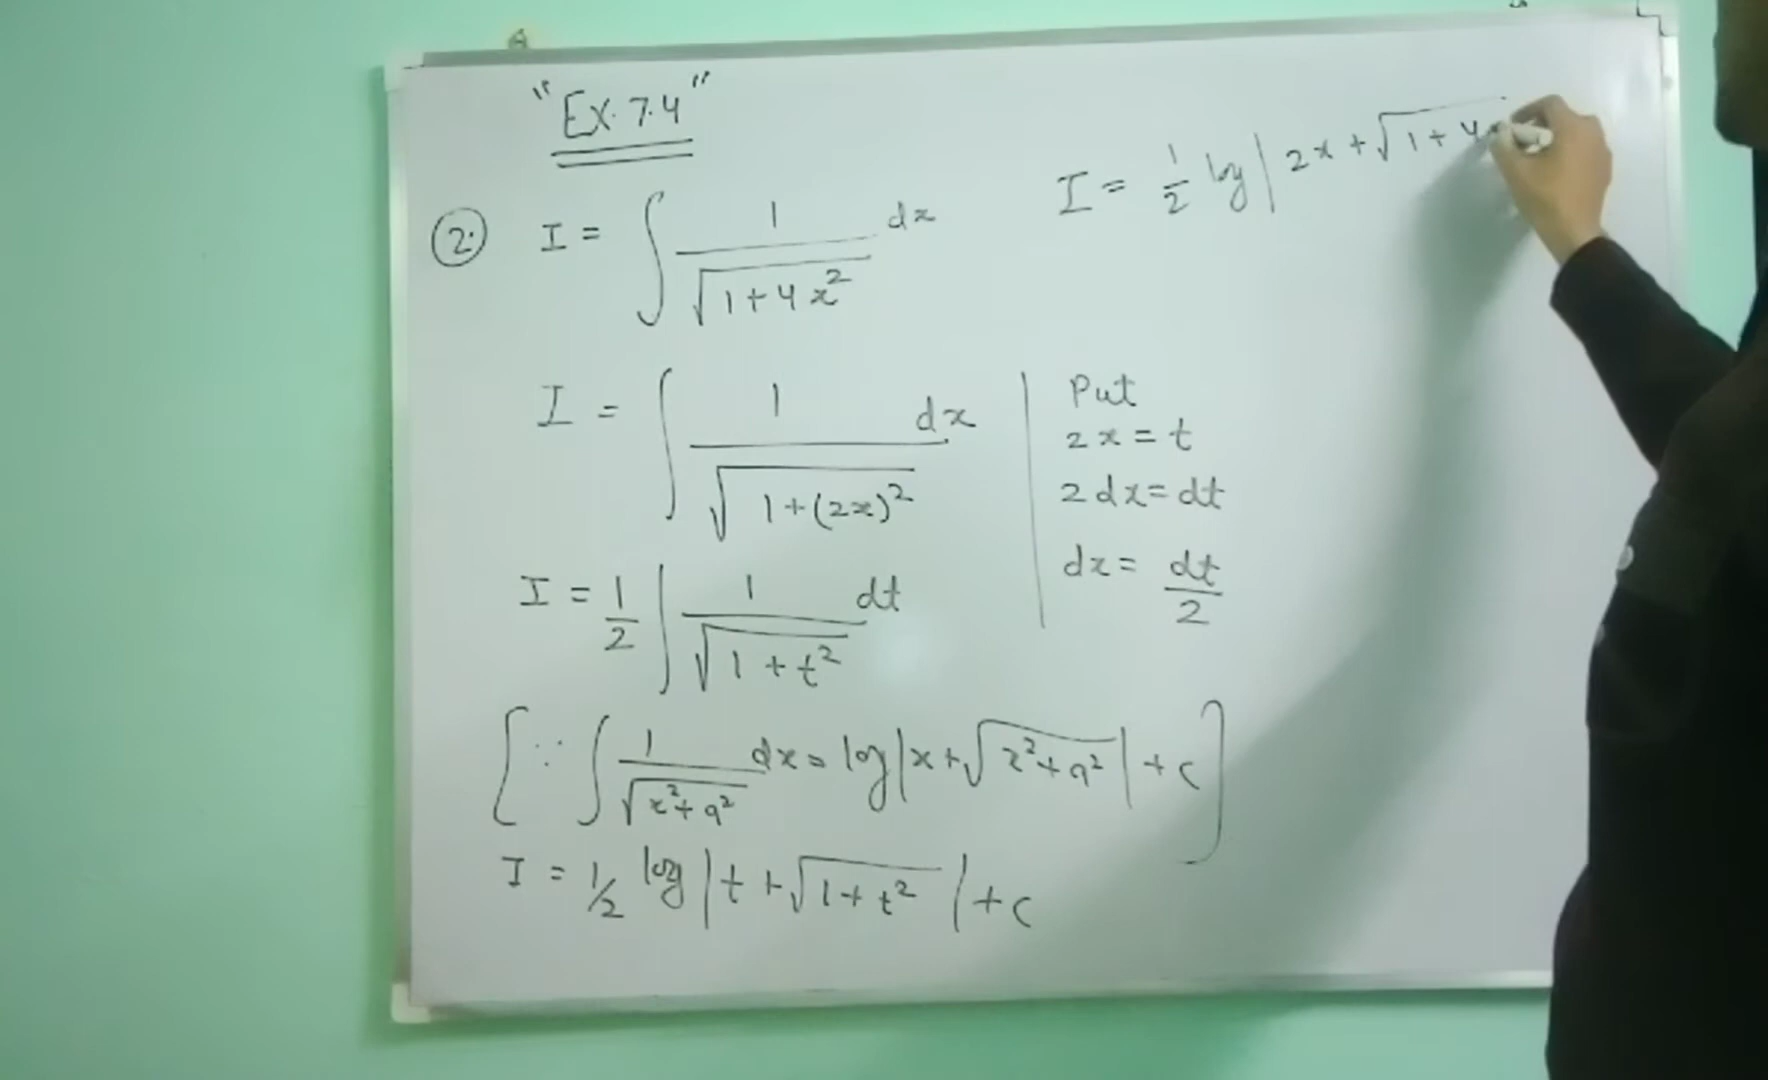 "Ex. 7.4"
2. I = ∫ 1/√(1+4x²) dx
I = ∫ 1/√(1+(2x)²) dx
Put
2x = t
2dx = dt
dx = dt/2
I = 1/2 ∫ 1/√(1+t²) dt
[∵ ∫ 1/√(x²+a²) dx = log|x+√(x²+a²)| + c]
I = 1/2 log|t+√(1+t²)| + c
I = 1/2 log|2x+√(1+4